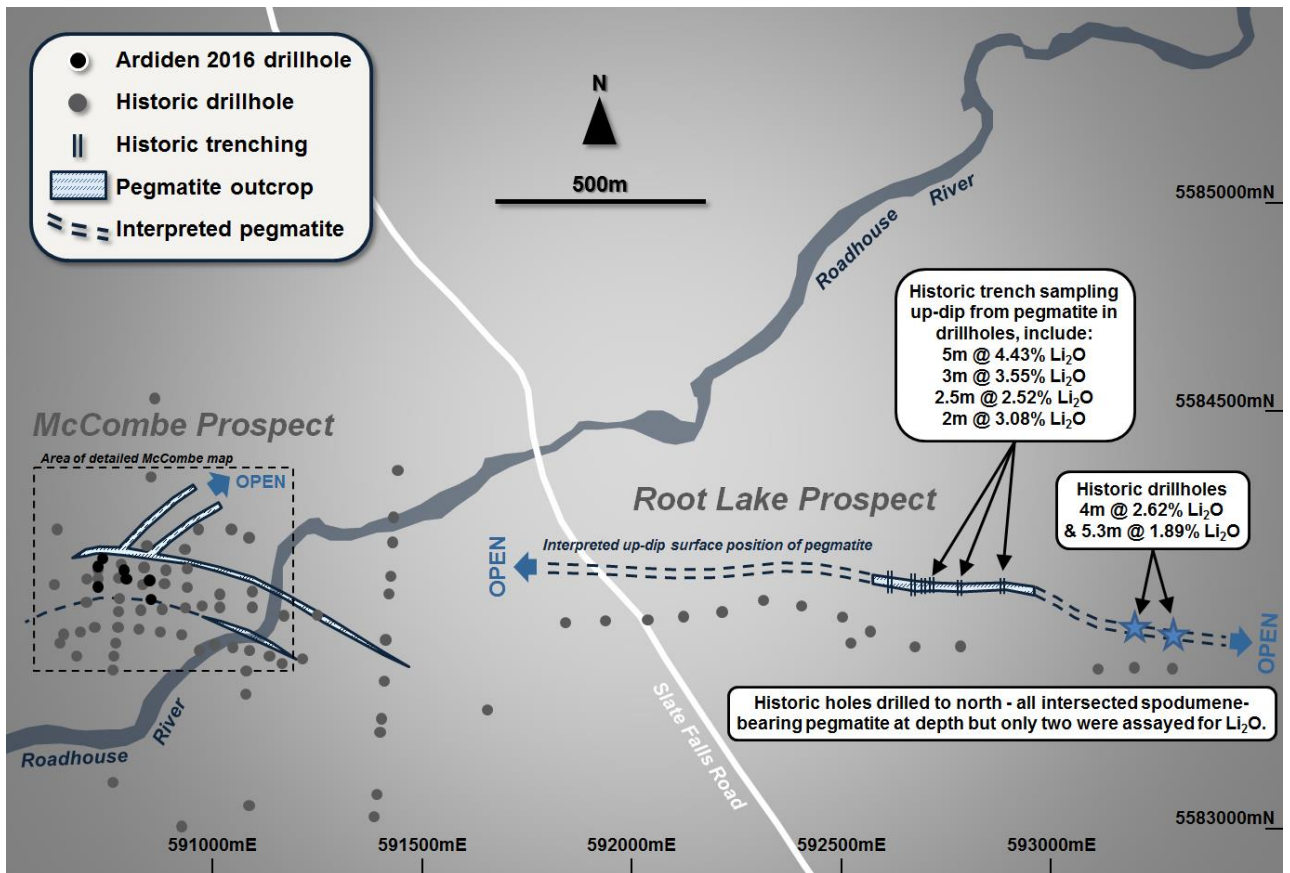 Ardiden 2016 drillhole
Historic drillhole
Historic trenching
Pegmatite outcrop
Interpreted pegmatite
N
500m
Roadhouse River
5585000mN
Historic trench sampling
up-dip from pegmatite in
drillholes, include:
5m @ 4.43% Li₂O
3m @ 3.55% Li₂O
2.5m @ 2.52% Li₂O
2m @ 3.08% Li₂O
5584500mN
McCombe Prospect
Area of detailed McCombe map
OPEN
Root Lake Prospect
Historic drillholes
4m @ 2.62% Li₂O
& 5.3m @ 1.89% Li₂O
OPEN
Interpreted up-dip surface position of pegmatite
OPEN
Historic holes drilled to north - all intersected spodumene-
bearing pegmatite at depth but only two were assayed for Li₂O.
Slate Falls Road
Roadhouse River
5583000mN
591000mE
591500mE
592000mE
592500mE
593000mE